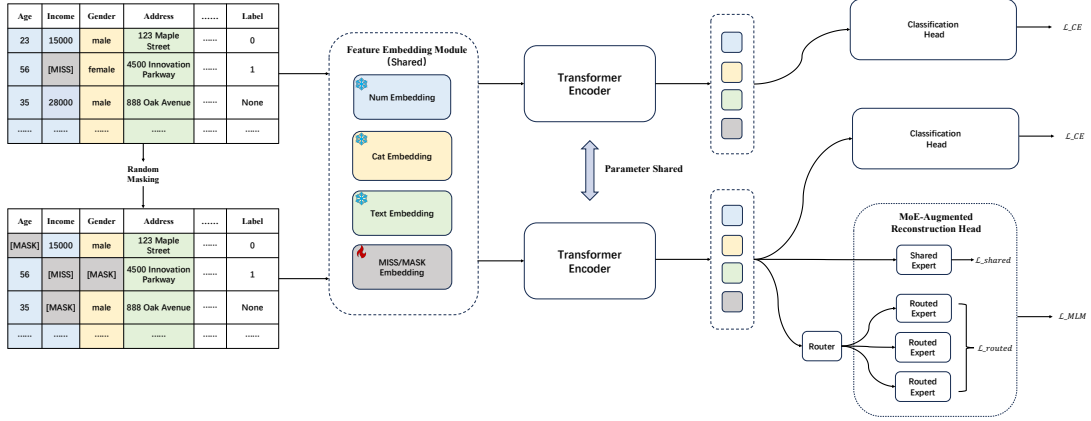 Age Income Gender Address …… Label
23 15000 male 123 Maple Street …… 0
56 [MISS] female 4500 Innovation Parkway …… 1
35 28000 male 888 Oak Avenue …… None
…… …… …… …… …… ……
Random
Masking
Age Income Gender Address …… Label
[MASK] 15000 male 123 Maple Street …… 0
56 [MISS] [MASK] 4500 Innovation Parkway …… 1
35 [MASK] male 888 Oak Avenue …… None
…… …… …… …… …… ……
Feature Embedding Module
(Shared)
Num Embedding
Cat Embedding
Text Embedding
MISS/MASK
Embedding
Transformer
Encoder
Parameter Shared
Transformer
Encoder
Classification
Head
ℒ_CE
Classification
Head
ℒ_CE
MoE-Augmented
Reconstruction Head
Shared
Expert
ℒ_shared
Router
Routed
Expert
Routed
Expert
Routed
Expert
ℒ_routed
ℒ_MLM